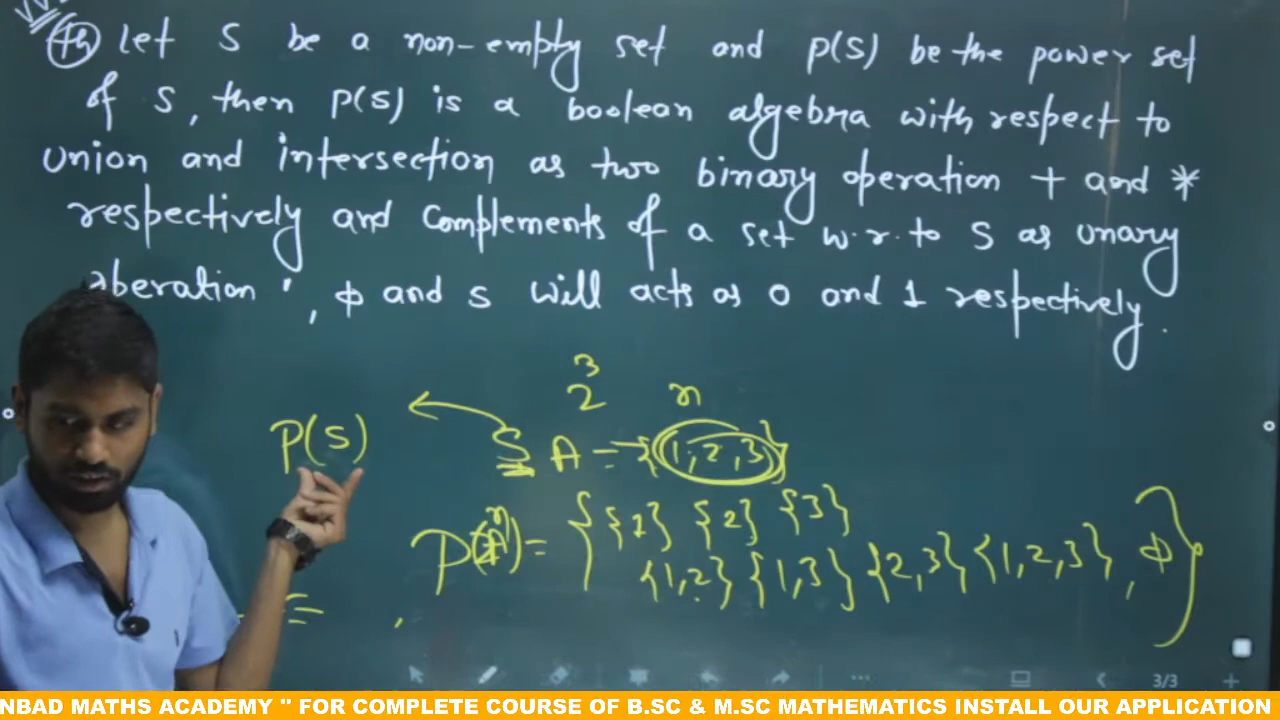 Th Let S be a non-empty set and P(S) be the power set
of S, then P(S) is a boolean algebra with respect to
union and intersection as two binary operation + and *
respectively and complements of a set w.r.to S as unary
operation ', ϕ and s will acts as 0 and 1 respectively.
2³ n
P(S) S A = {1,2,3}
P(A) = { {1} {2} {3}
{1,2} {1,3} {2,3} {1,2,3}, ϕ }
NBAD MATHS ACADEMY " FOR COMPLETE COURSE OF B.SC & M.SC MATHEMATICS INSTALL OUR APPLICATION
3/3